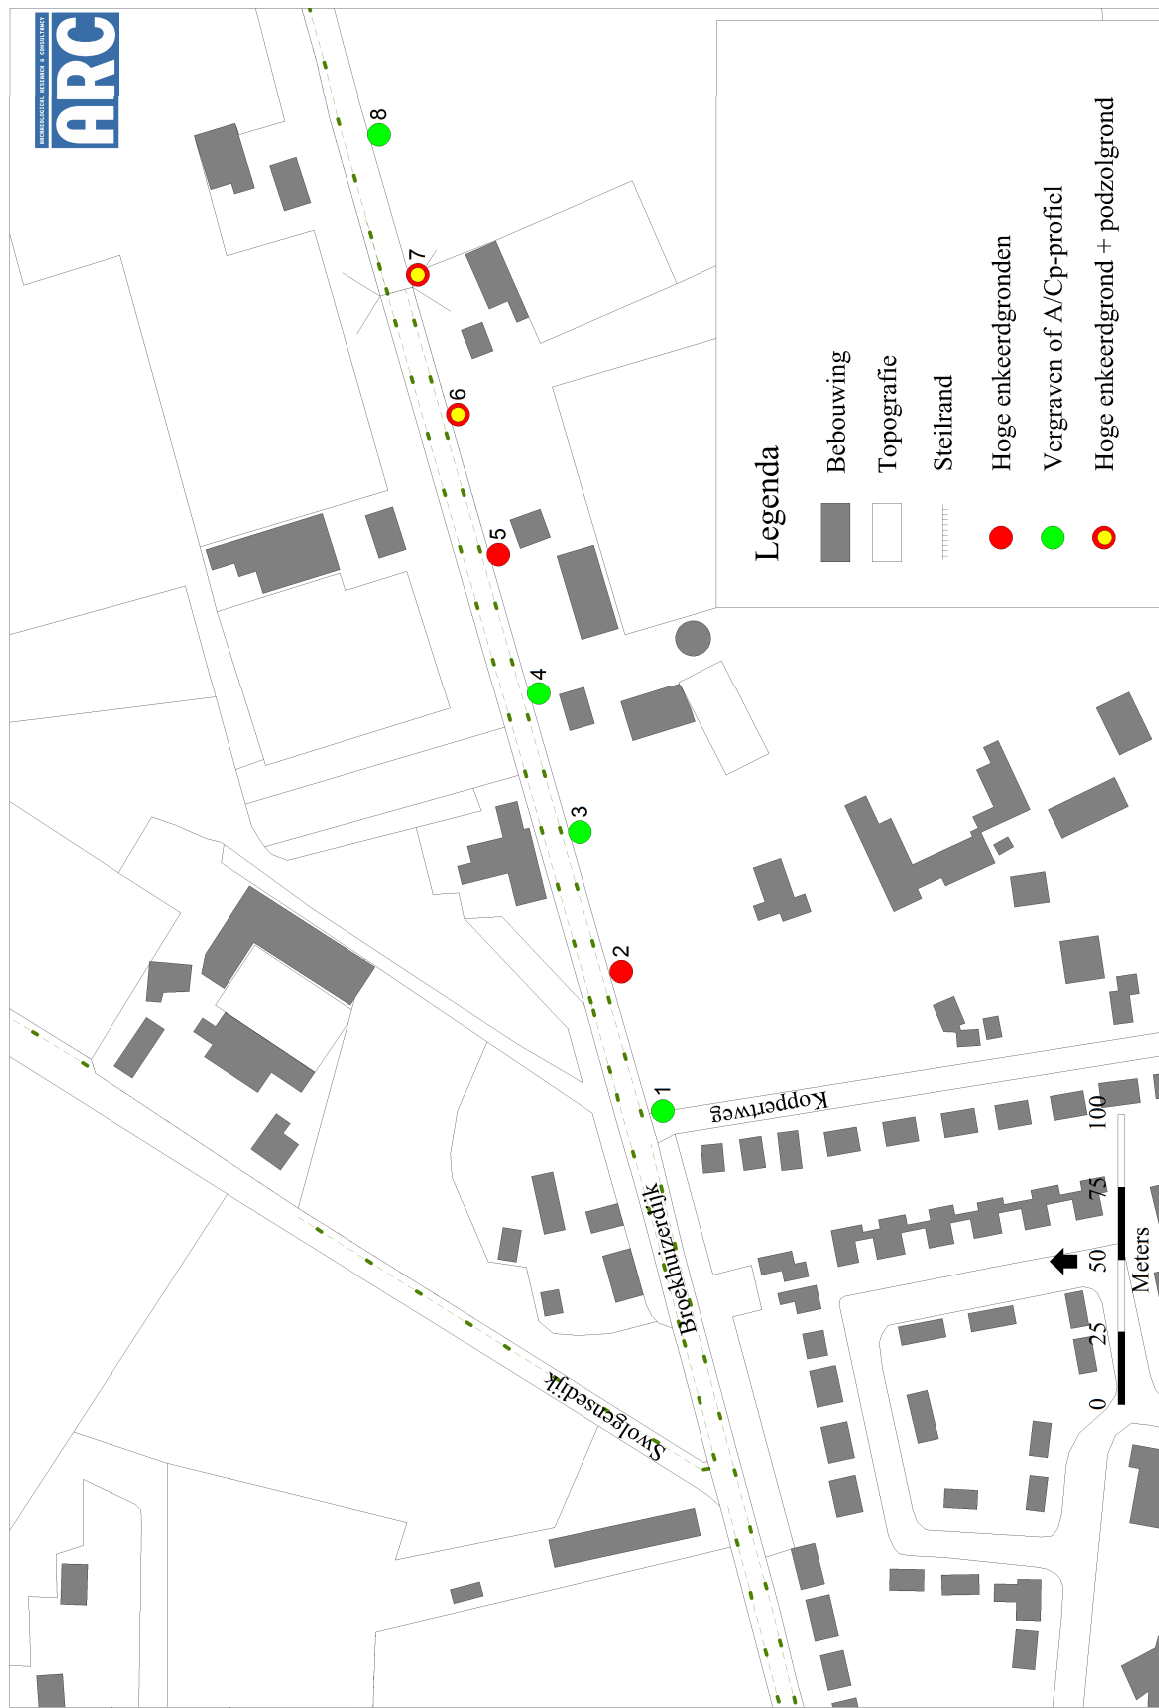 ARCHAEOLOGICAL RESEARCH & CONSULTANCY
ARC
8
7
6
5
4
3
2
1
Koppertweg
Broekhuizerdijk
Swolgensedijk
Legenda
Bebouwing
Topografie
Steilrand
Hoge enkeerdgronden
Vergraven of A/Cp-profiel
Hoge enkeerdgrond + podzolgrond
0 25 50 75 100
Meters